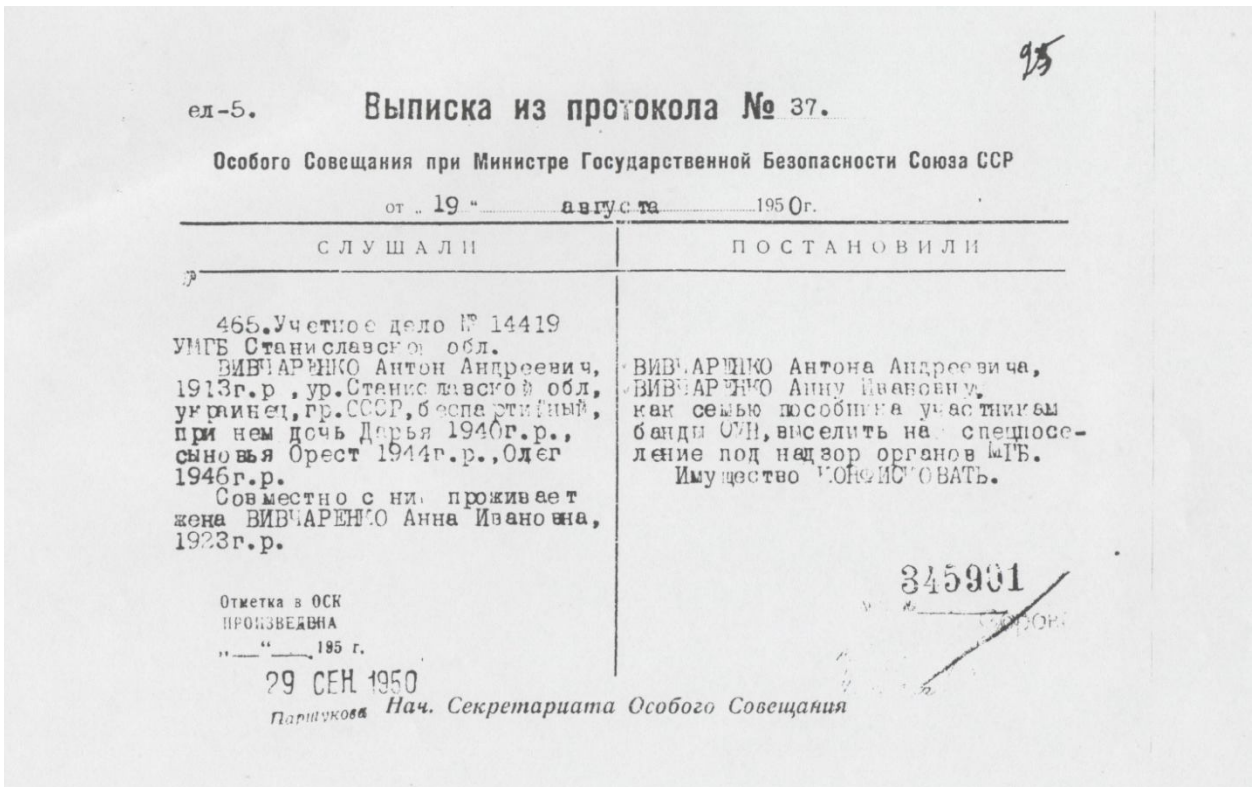 95
ел-5.
Выписка из протокола № 37.
Особого Совещания при Министре Государственной Безопасности Союза ССР
от „ 19 “ августа 1950 г.
СЛУШАЛИ
465.Учетное дело № 14419
УМГБ Станиславской обл.
ВИВЧАРЕНКО Антон Андреевич,
1913г.р , ур.Станиславской обл,
украинец,гр.СССР,беспартийный,
при нем дочь Дарья 1940г.р.,
сыновья Орест 1944г.р.,Олег
1946г.р.
Совместно с ним проживает
жена ВИВЧАРЕНКО Анна Ивановна,
1923г.р.
ПОСТАНОВИЛИ
ВИВЧАРЕНКО Антона Андреевича,
ВИВЧАРЕНКО Анну Ивановну,
как семью пособника участникам
банды ОУН,выселить на спецпосе-
ление под надзор органов МГБ.
Имущество КОНФИСКОВАТЬ.
345901
Отметка в ОСК
ПРОИЗВЕДЕНА
„___“____195 г.
29 СЕН 1950
Паршукова
Нач. Секретариата Особого Совещания